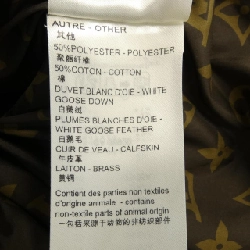 AUTRE - OTHER
其他
50%POLYESTER - POLYESTER
聚酯纤维
50%COTON - COTTON
棉
DUVET BLANC D'OIE - WHITE
GOOSE DOWN
白鹅绒
PLUMES BLANCHES D'OIE -
WHITE GOOSE FEATHER
白鹅毛
CUIR DE VEAU - CALFSKIN
牛皮革
LAITON - BRASS
黄铜
Contient des parties non textiles
d'origine animale - contains
non-textile parts of animal origin